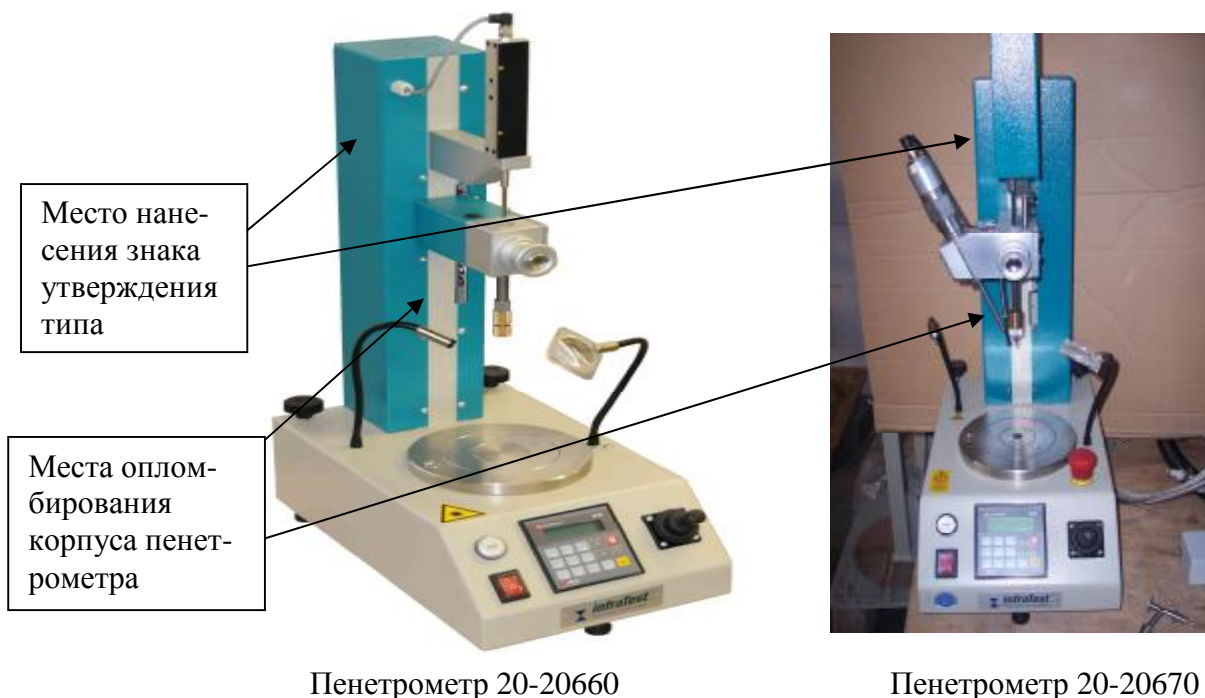 Место нане-
сения знака
утверждения
типа
Места оплом-
бирования
корпуса пенет-
рометра
infraTest
infraTest
Пенетрометр 20-20660
Пенетрометр 20-20670